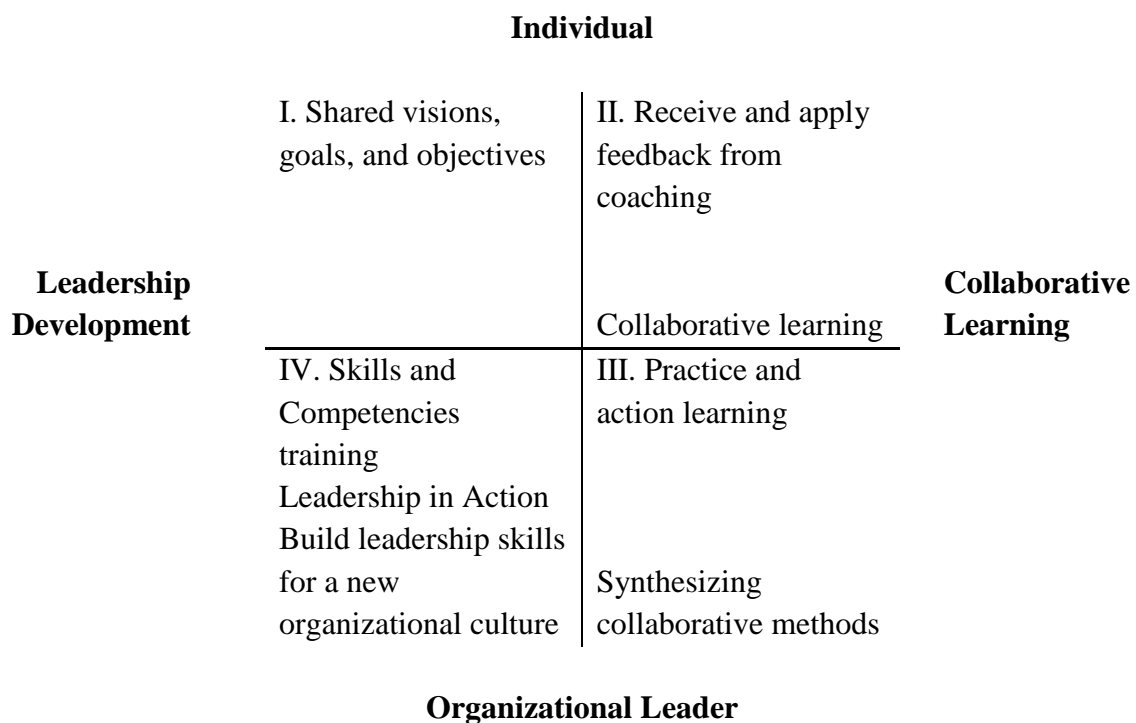 Individual
I. Shared visions,
goals, and objectives
II. Receive and apply
feedback from
coaching
Collaborative learning
Leadership
Development
Collaborative
Learning
IV. Skills and
Competencies
training
Leadership in Action
Build leadership skills
for a new
organizational culture
III. Practice and
action learning
Synthesizing
collaborative methods
Organizational Leader